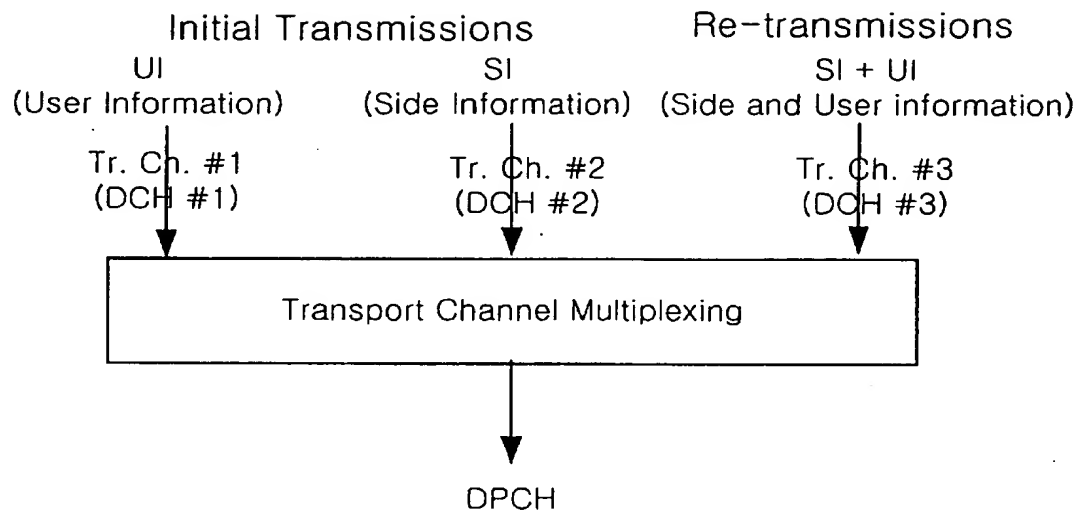 Initial Transmissions
Re-transmissions
UI
(User Information)
SI
(Side Information)
SI + UI
(Side and User information)
Tr. Ch. #1
(DCH #1)
Tr. Ch. #2
(DCH #2)
Tr. Ch. #3
(DCH #3)
Transport Channel Multiplexing
DPCH